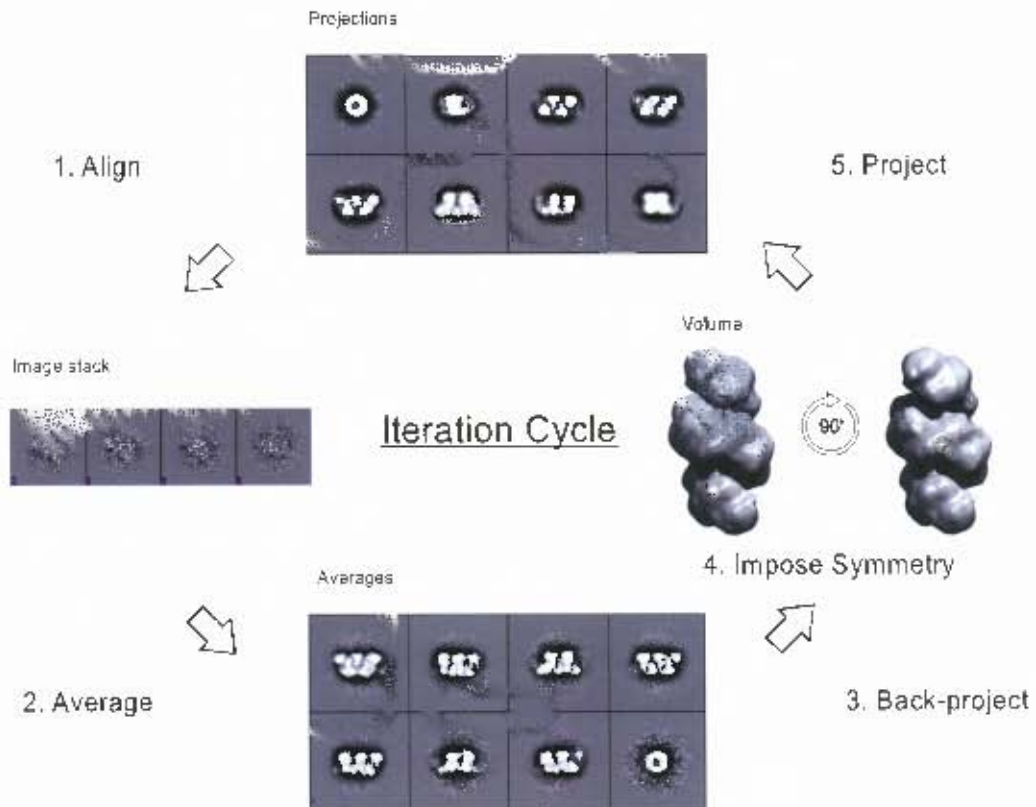 Projections
1. Align
5. Project
Volume
Image stack
Iteration Cycle
90°
4. Impose Symmetry
Averages
2. Average
3. Back-project